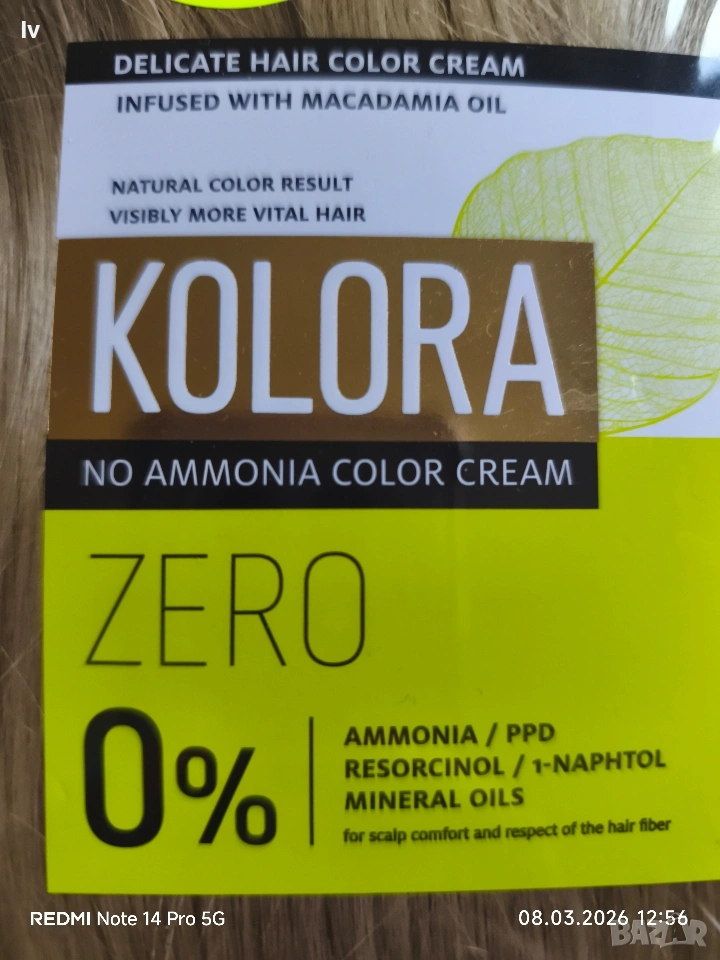 lv
DELICATE HAIR COLOR CREAM
INFUSED WITH MACADAMIA OIL
NATURAL COLOR RESULT
VISIBLY MORE VITAL HAIR
KOLORA
NO AMMONIA COLOR CREAM
ZERO
0%
AMMONIA / PPD
RESORCINOL / 1-NAPHTOL
MINERAL OILS
for scalp comfort and respect of the hair fiber
REDMI Note 14 Pro 5G
08.03.2026 12:56
BAZAR